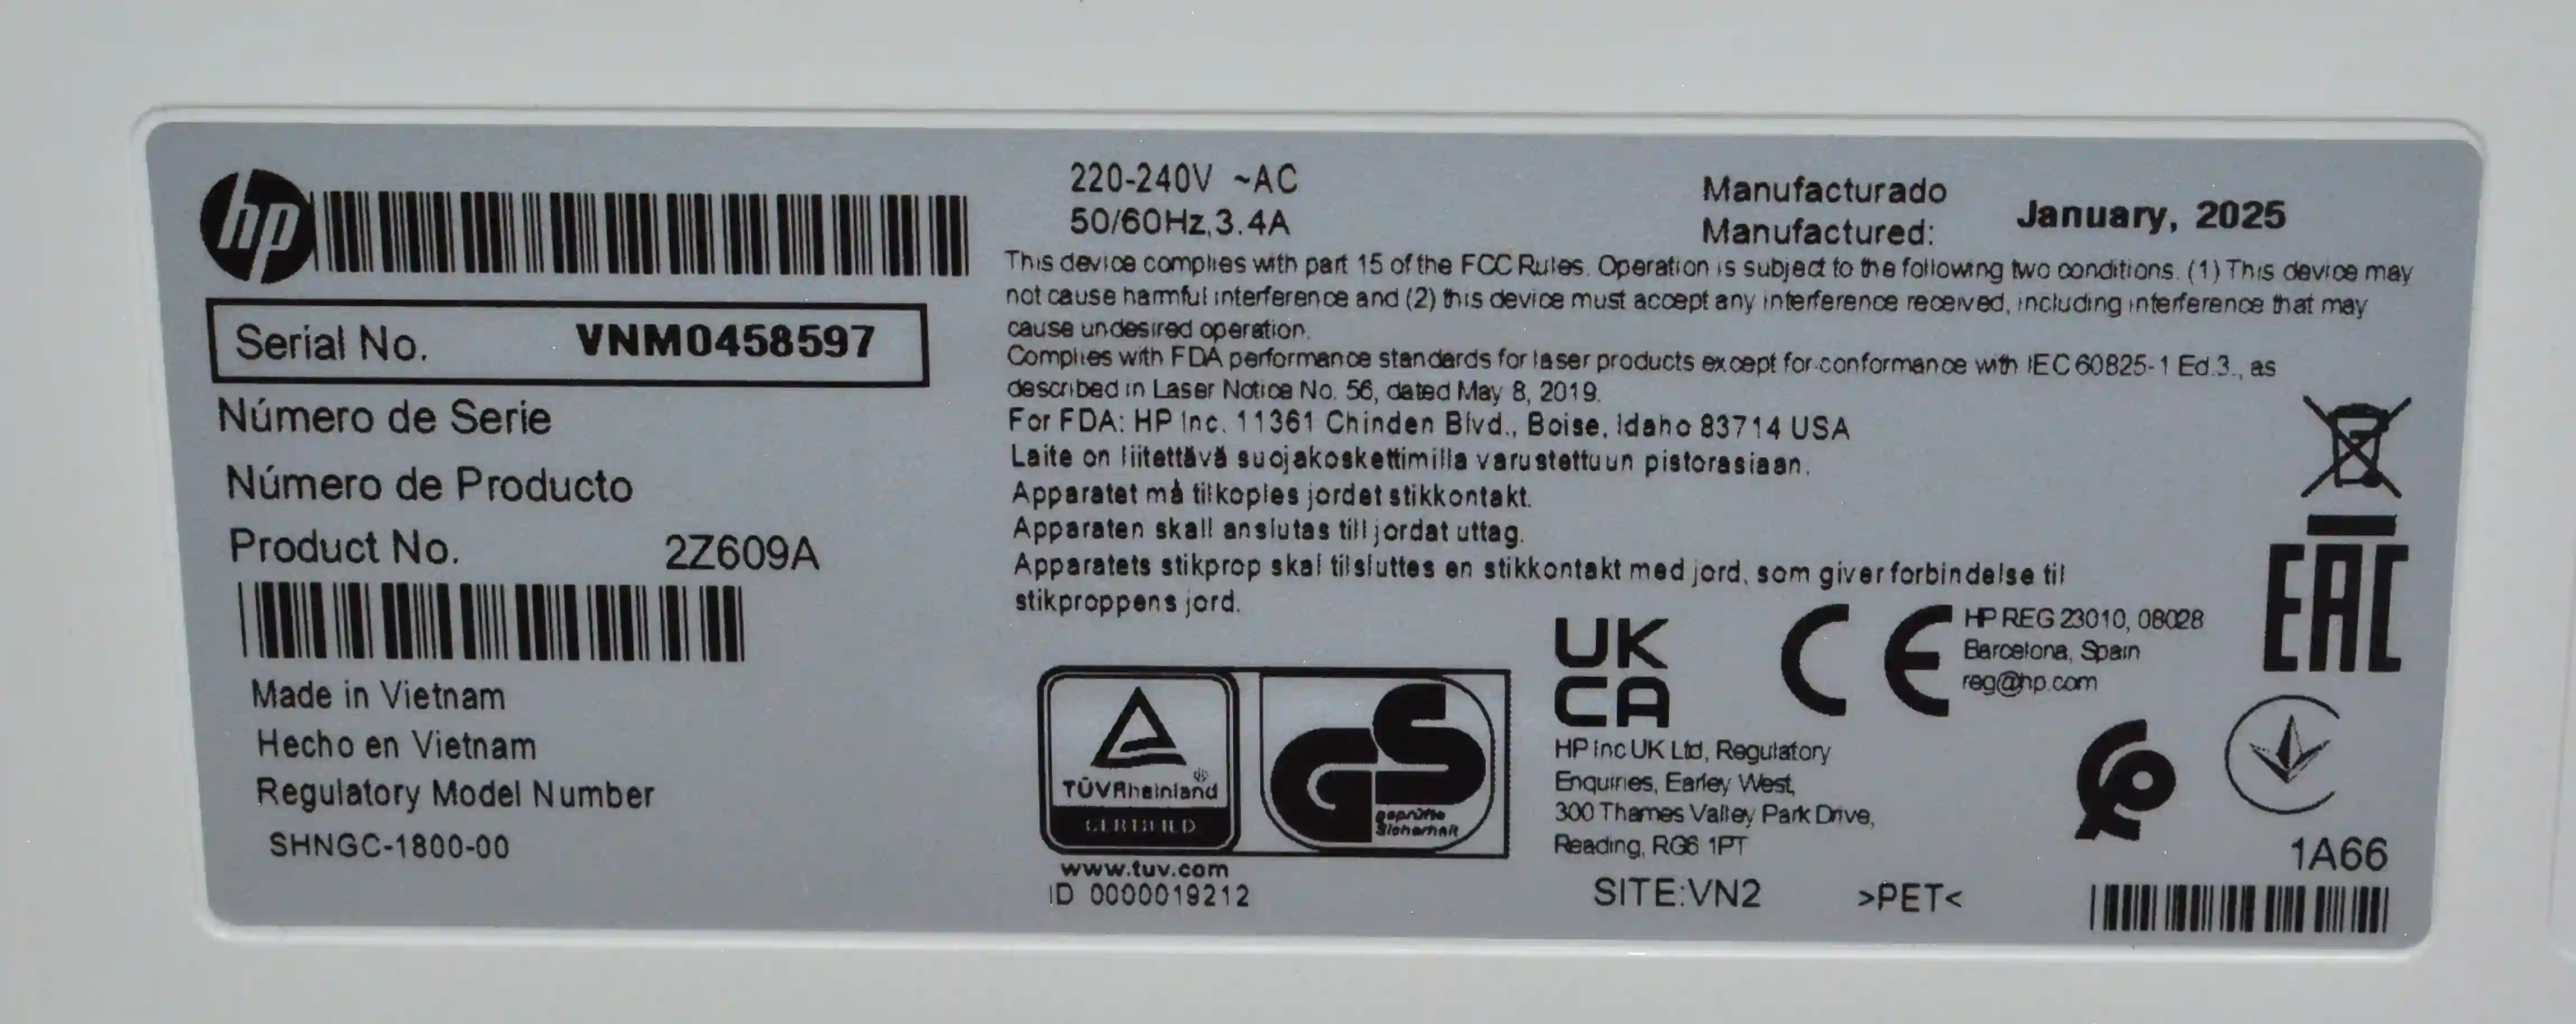 hp
Serial No. VNM0458597
Número de Serie
Número de Producto
Product No. 2Z609A
Made in Vietnam
Hecho en Vietnam
Regulatory Model Number
SHNGC-1800-00
220-240V ~AC
50/60Hz,3.4A
Manufacturado
Manufactured: January, 2025
This device complies with part 15 of the FCC Rules. Operation is subject to the following two conditions. (1) This device may
not cause harmful interference and (2) this device must accept any interference received, including interference that may
cause undesired operation.
Complies with FDA performance standards for laser products except for conformance with IEC 60825-1 Ed.3., as
described in Laser Notice No. 56, dated May 8, 2019.
For FDA: HP Inc. 11361 Chinden Blvd., Boise, Idaho 83714 USA
Laite on liitettävä suojakoskettimilla varustettuun pistorasiaan.
Apparatet må tilkoples jordet stikkontakt.
Apparaten skall anslutas till jordat uttag.
Apparatets stikprop skal tilsluttes en stikkontakt med jord, som giver forbindelse til
stikproppens jord.
TÜVRheinland
CERTIFIED
GS
geprüfte
Sicherheit
www.tuv.com
ID 0000019212
UK
CA
HP Inc UK Ltd, Regulatory
Enquiries, Earley West,
300 Thames Valley Park Drive,
Reading, RG6 1PT
SITE:VN2
>PET<
CE
HP REG 23010, 08028
Barcelona, Spain
reg@hp.com
EAC
1A66